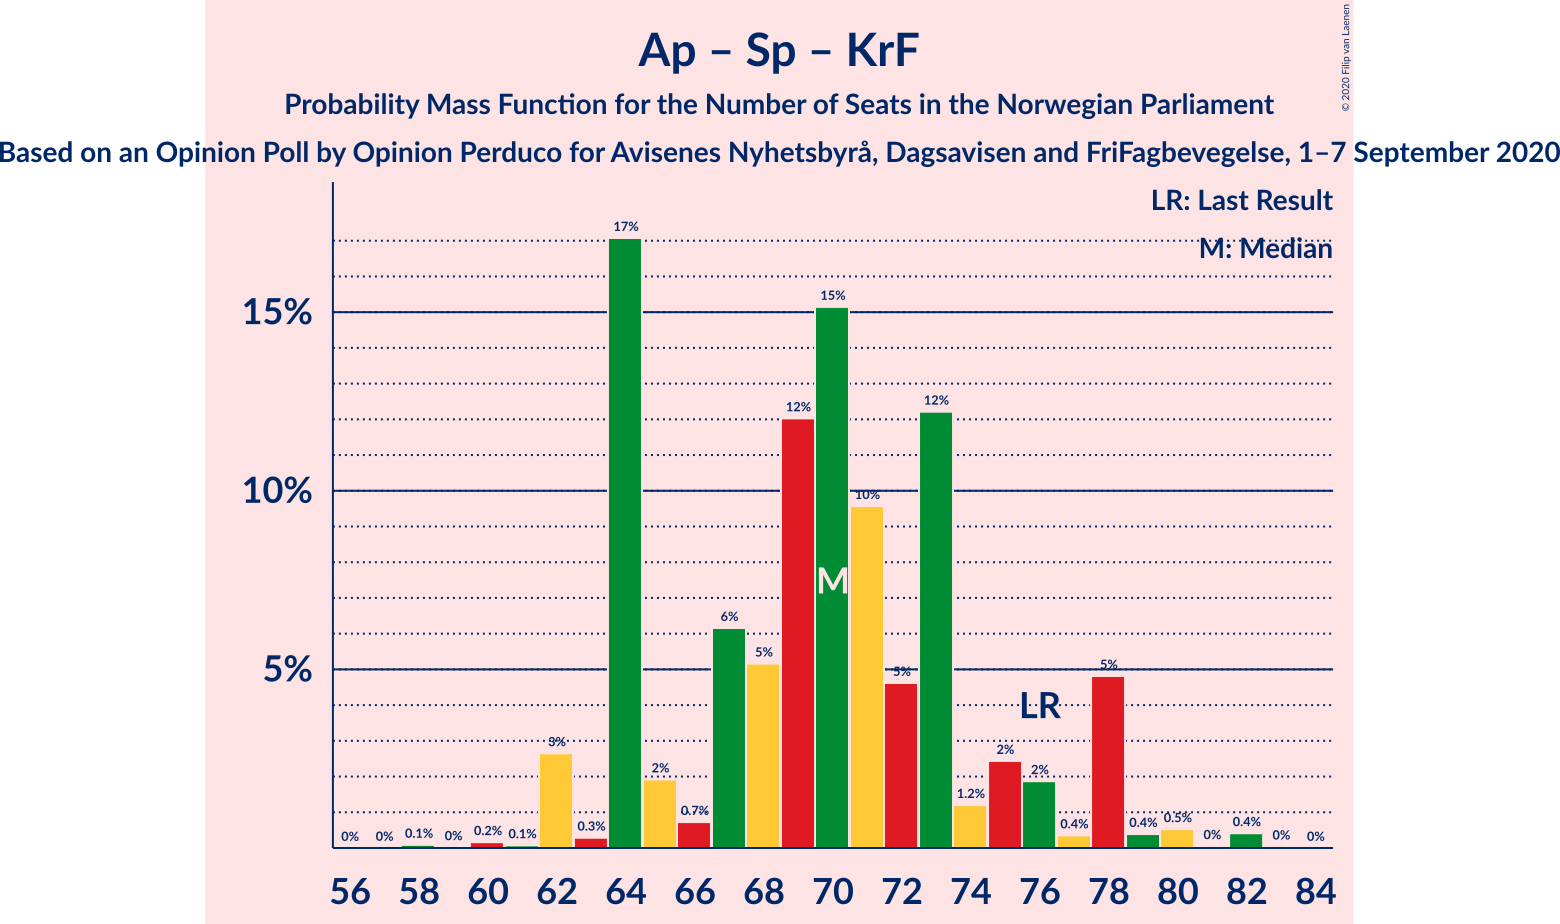 Ap – Sp – KrF
© 2020 Filip van Laenen
Probability Mass Function for the Number of Seats in the Norwegian Parliament
Based on an Opinion Poll by Opinion Perduco for Avisenes Nyhetsbyrå, Dagsavisen and FriFagbevegelse, 1–7 September 2020
LR: Last Result
M: Median
15%
10%
5%
0% 0% 0.1% 0% 0.2% 0.1% 3% 0.3% 17% 2% 0.7% 6% 5% 12% 15% 10% 5% 12% 1.2% 2% 2% 0.4% 5% 0.4% 0.5% 0% 0.4% 0% 0%
M
LR
56 58 60 62 64 66 68 70 72 74 76 78 80 82 84